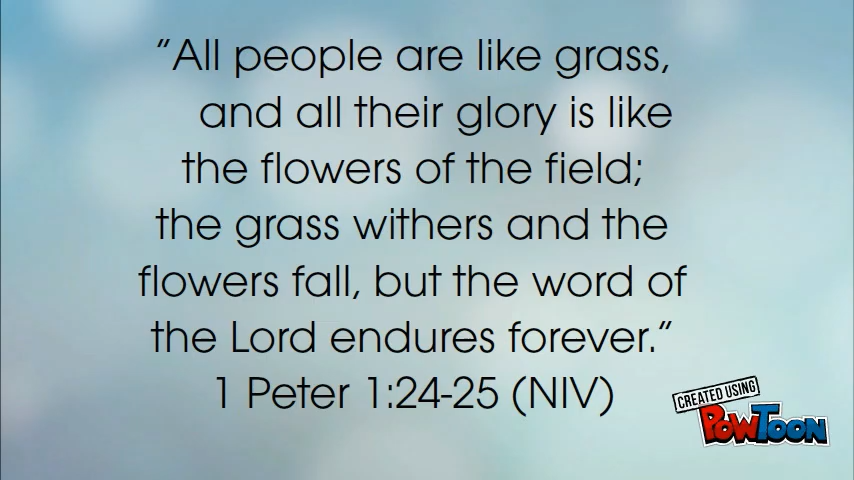 "All people are like grass,
and all their glory is like
the flowers of the field;
the grass withers and the
flowers fall, but the word of
the Lord endures forever."
1 Peter 1:24-25 (NIV)
CREATED USING
POWTOON